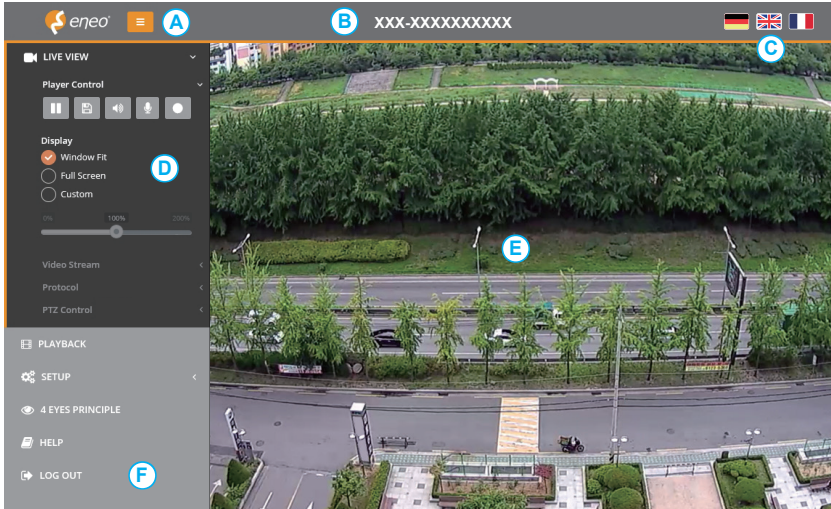 eneo®
A
B
XXX-XXXXXXXXXX
C
LIVE VIEW
Player Control
Display
Window Fit
Full Screen
Custom
D
0% 100% 200%
E
Video Stream
Protocol
PTZ Control
PLAYBACK
SETUP
4 EYES PRINCIPLE
HELP
LOG OUT
F